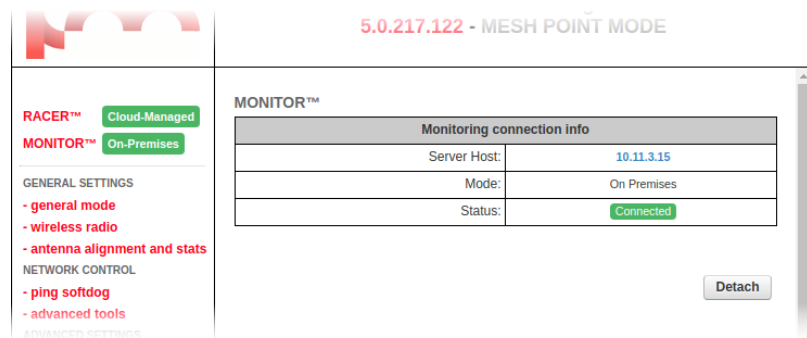 5.0.217.122 - MESH POINT MODE
RACER™ Cloud-Managed
MONITOR™ On-Premises
GENERAL SETTINGS
- general mode
- wireless radio
- antenna alignment and stats
NETWORK CONTROL
- ping softdog
- advanced tools
ADVANCED SETTINGS
MONITOR™
Monitoring connection info
Server Host: 10.11.3.15
Mode: On Premises
Status: Connected
Detach